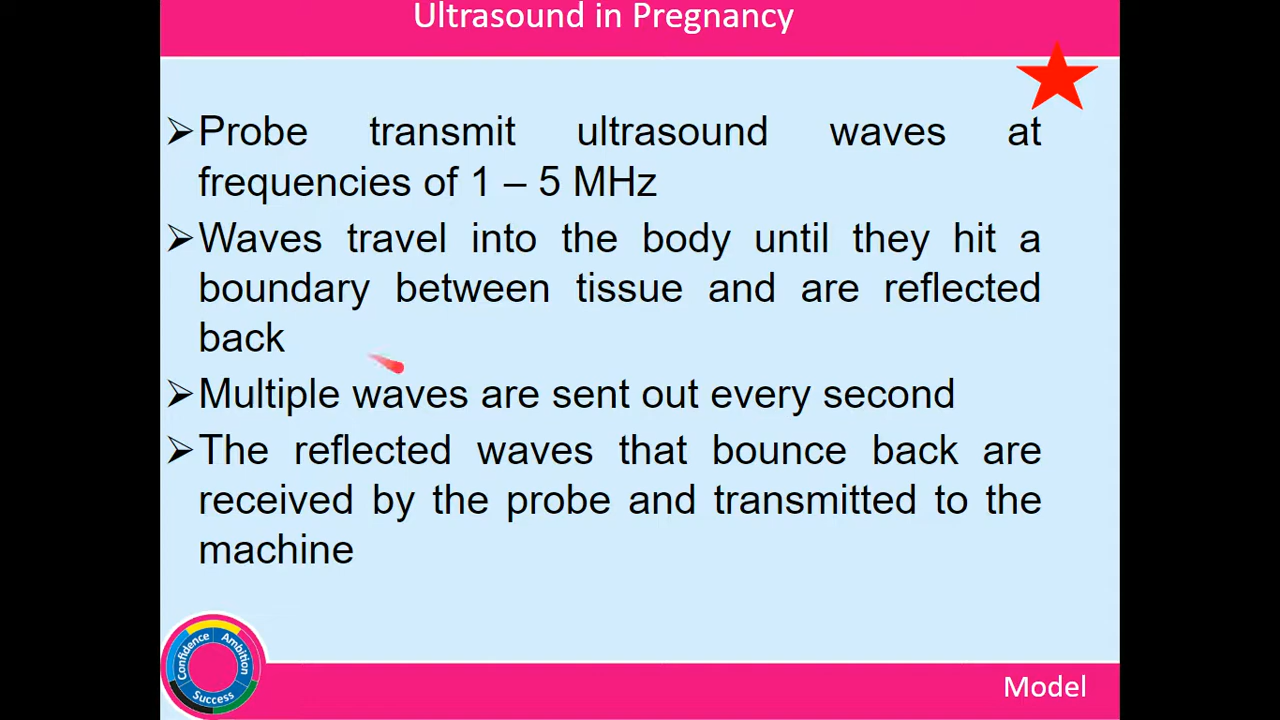 Ultrasound in Pregnancy
➢Probe transmit ultrasound waves at
frequencies of 1 – 5 MHz
➢Waves travel into the body until they hit a
boundary between tissue and are reflected
back
➢Multiple waves are sent out every second
➢The reflected waves that bounce back are
received by the probe and transmitted to the
machine
Confidence
Ambition
Success
Model